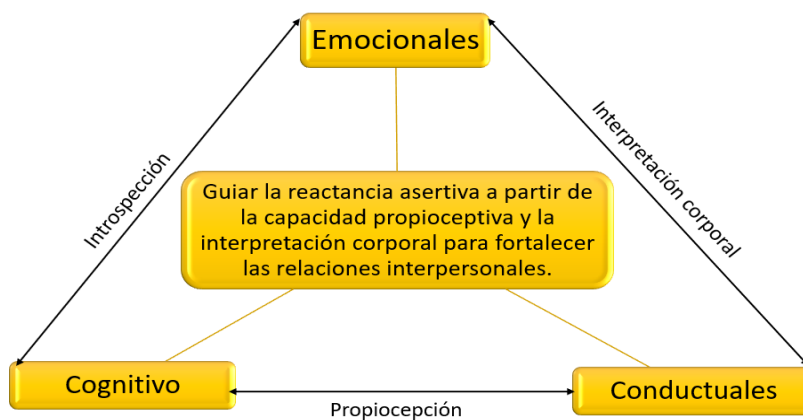 Emocionales
Introspección
Interpretación corporal
Guiar la reactancia asertiva a partir de
la capacidad propioceptiva y la
interpretación corporal para fortalecer
las relaciones interpersonales.
Cognitivo
Conductuales
Propiocepción